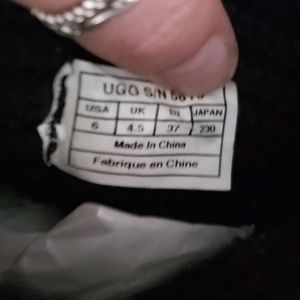 UGG S/N
USA UK EU JAPAN
6 4.5 37 230
Made In China
Fabrique en Chine